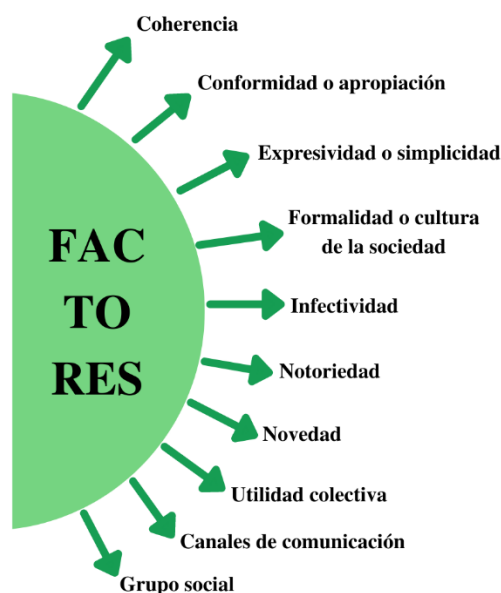 Coherencia
Conformidad o apropiación
Expresividad o simplicidad
Formalidad o cultura
de la sociedad
FAC
TO
RES
Infectividad
Notoriedad
Novedad
Utilidad colectiva
Canales de comunicación
Grupo social